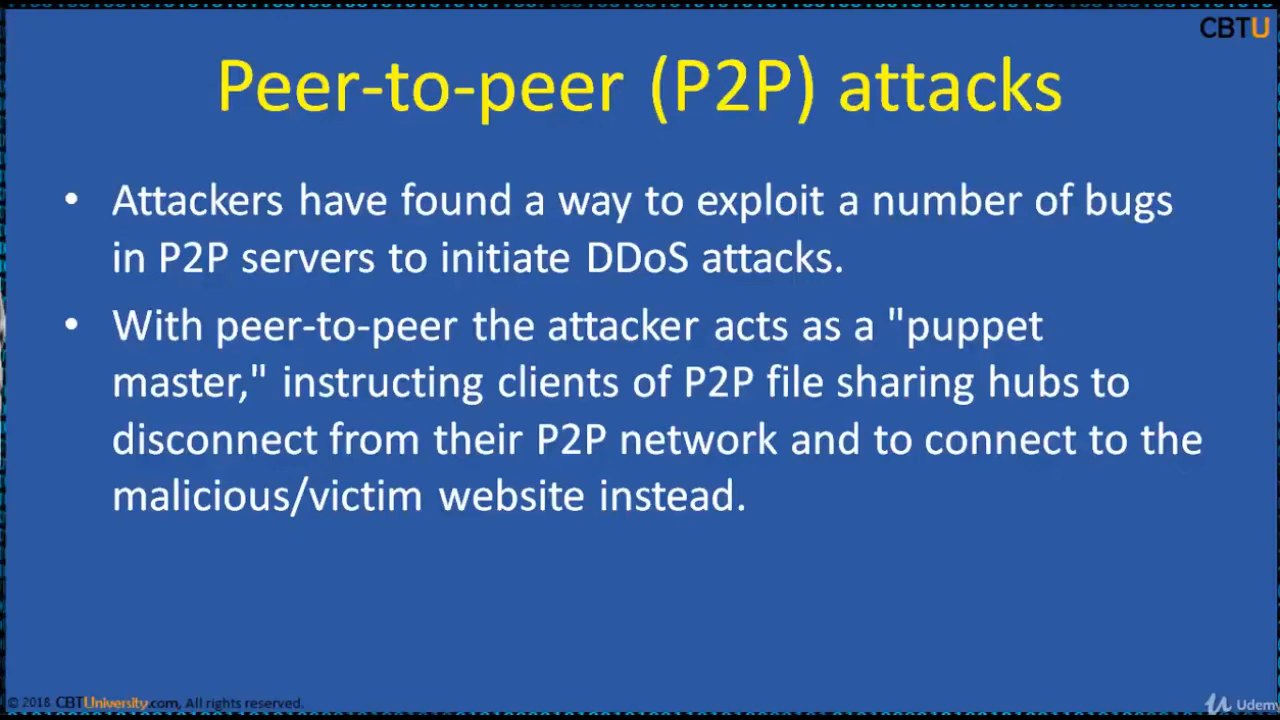 CBTU
Peer-to-peer (P2P) attacks
• Attackers have found a way to exploit a number of bugs
in P2P servers to initiate DDoS attacks.
• With peer-to-peer the attacker acts as a "puppet
master," instructing clients of P2P file sharing hubs to
disconnect from their P2P network and to connect to the
malicious/victim website instead.
© 2018 CBTUniversity.com, All rights reserved.
Udemy